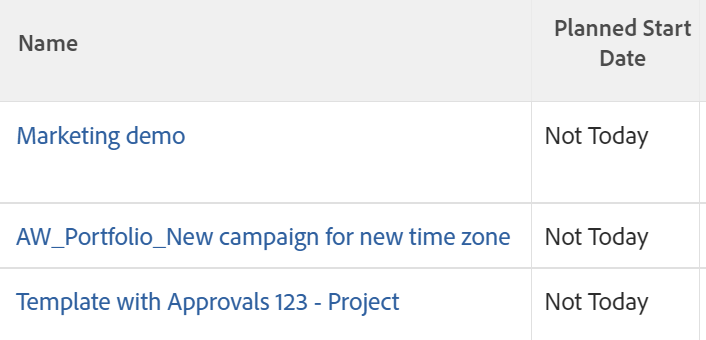 Name
Planned Start
Date
Marketing demo
Not Today
AW_Portfolio_New campaign for new time zone
Not Today
Template with Approvals 123 - Project
Not Today